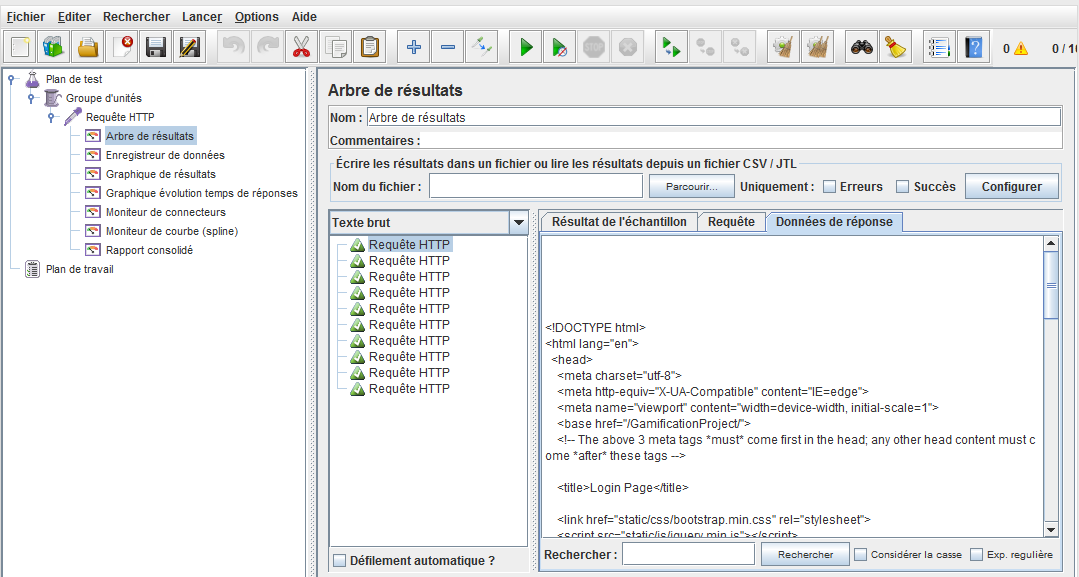 Fichier Editer Rechercher Lancer Options Aide
STOP
0 0 / 10
Plan de test
Groupe d'unités
Requête HTTP
Arbre de résultats
Enregistreur de données
Graphique de résultats
Graphique évolution temps de réponses
Moniteur de connecteurs
Moniteur de courbe (spline)
Rapport consolidé
Plan de travail
Arbre de résultats
Nom : Arbre de résultats
Commentaires :
Écrire les résultats dans un fichier ou lire les résultats depuis un fichier CSV / JTL
Nom du fichier : Parcourir... Uniquement : Erreurs Succès Configurer
Texte brut
Requête HTTP
Requête HTTP
Requête HTTP
Requête HTTP
Requête HTTP
Requête HTTP
Requête HTTP
Requête HTTP
Requête HTTP
Requête HTTP
Défilement automatique ?
Résultat de l'échantillon Requête Données de réponse
<!DOCTYPE html>
<html lang="en">
<head>
<meta charset="utf-8">
<meta http-equiv="X-UA-Compatible" content="IE=edge">
<meta name="viewport" content="width=device-width, initial-scale=1">
<base href="/GamificationProject/">
<!-- The above 3 meta tags *must* come first in the head; any other head content must c
ome *after* these tags -->
<title>Login Page</title>
<link href="static/css/bootstrap.min.css" rel="stylesheet">
<script src="static/js/jquery.min.js"></script>
Rechercher : Rechercher Considérer la casse Exp. regulière